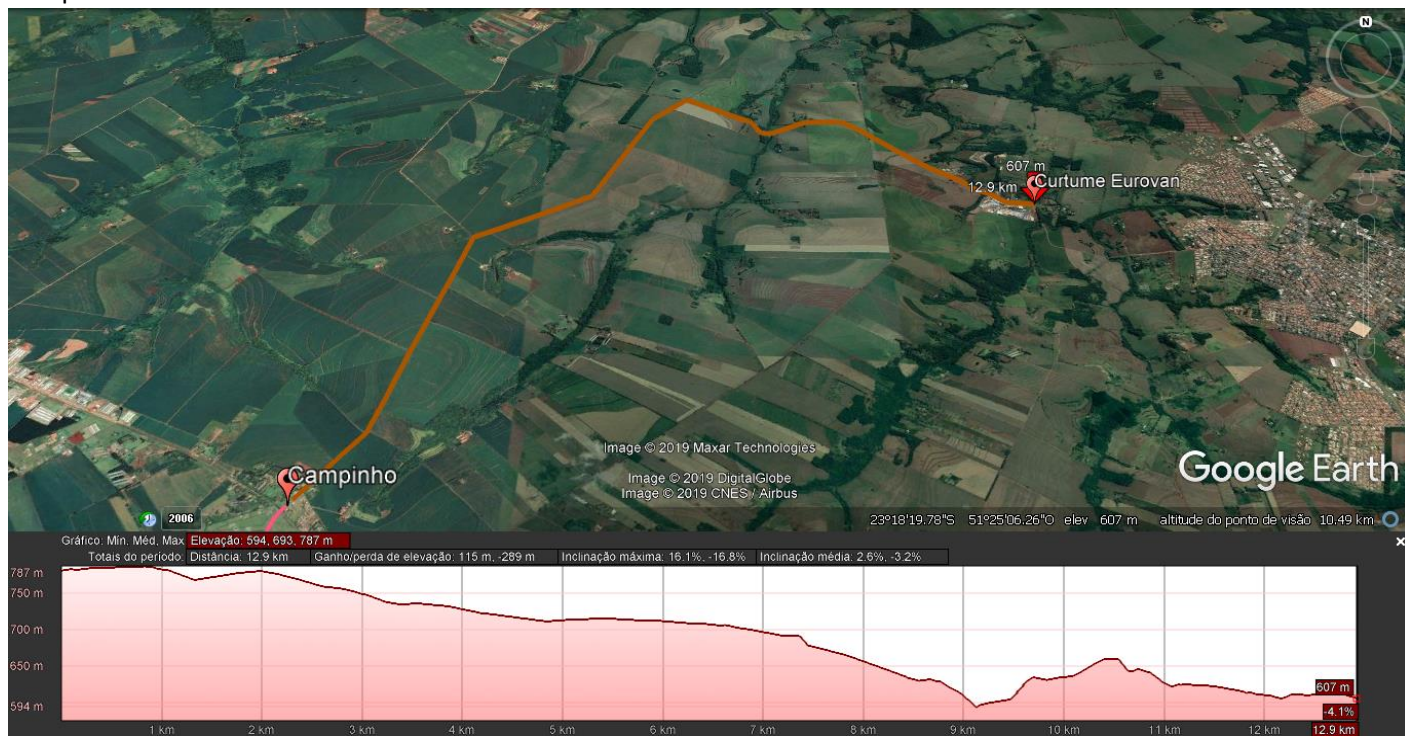 N
607 m
12.9 km
Curtume Eurovan
Campinho
Image © 2019 Maxar Technologies
Image © 2019 DigitalGlobe
Image © 2019 CNES / Airbus
Google Earth
2006
23°18'19.78"S 51°25'06.26"O elev 607 m altitude do ponto de visão 10.49 km
Gráfico: Mín, Méd, Máx Elevação: 594, 693, 787 m
Totais do período: Distância: 12.9 km Ganho/perda de elevação: 115 m, -289 m Inclinação máxima: 16.1%, -16.8% Inclinação média: 2.6%, -3.2%
787 m
750 m
700 m
650 m
594 m
607 m
-4.1%
1 km 2 km 3 km 4 km 5 km 6 km 7 km 8 km 9 km 10 km 11 km 12 km 12.9 km